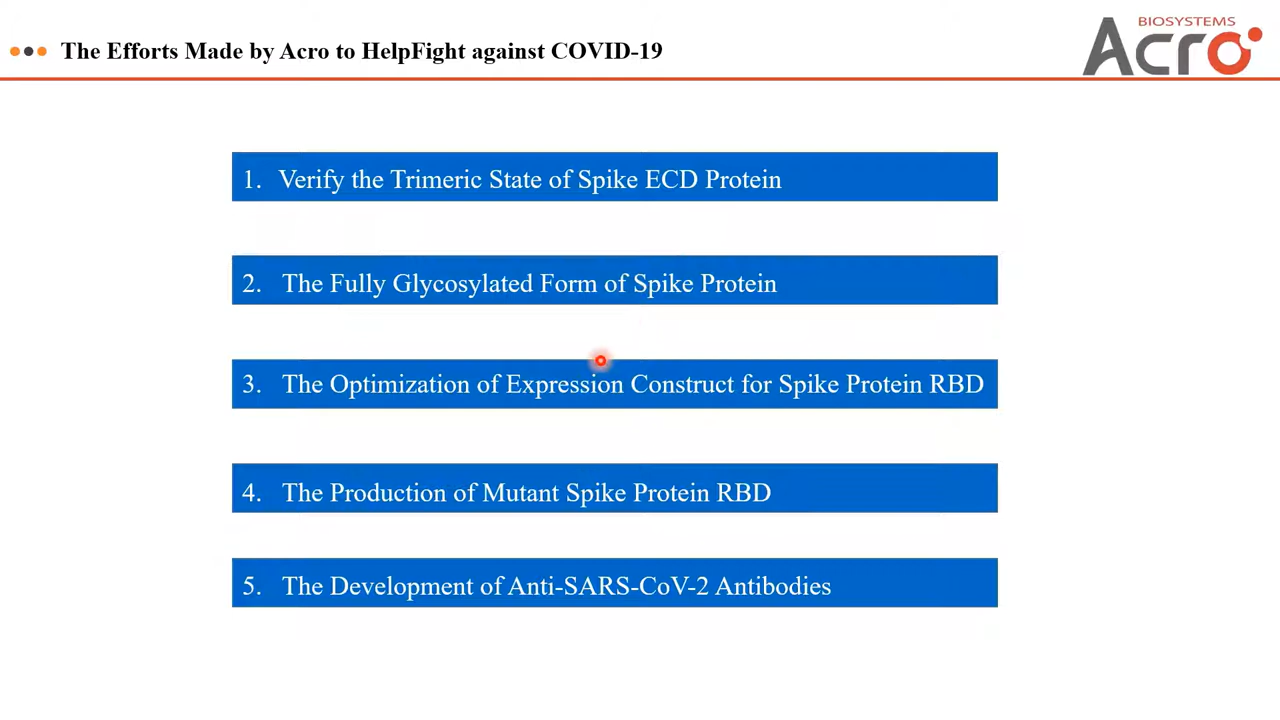 The Efforts Made by Acro to HelpFight against COVID-19
BIOSYSTEMS
Acro
1. Verify the Trimeric State of Spike ECD Protein
2. The Fully Glycosylated Form of Spike Protein
3. The Optimization of Expression Construct for Spike Protein RBD
4. The Production of Mutant Spike Protein RBD
5. The Development of Anti-SARS-CoV-2 Antibodies